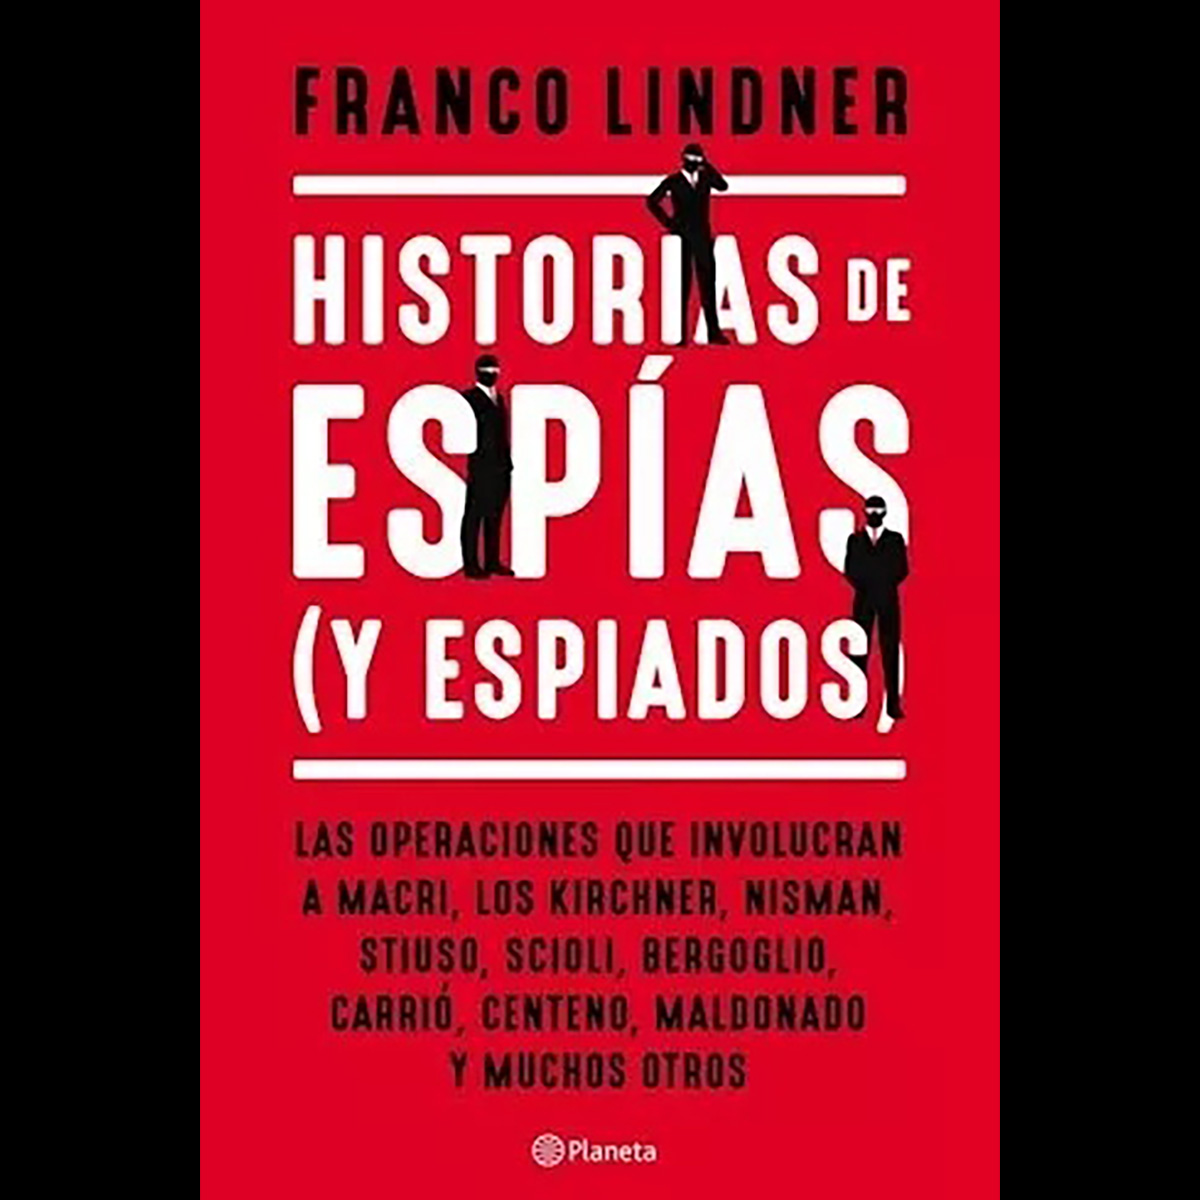 FRANCO LINDNER
HISTORIAS DE
ESPÍAS
(Y ESPIADOS)
LAS OPERACIONES QUE INVOLUCRAN
A MACRI, LOS KIRCHNER, NISMAN,
STIUSO, SCIOLI, BERGOGLIO,
CARRIÓ, CENTENO, MALDONADO
Y MUCHOS OTROS
Planeta